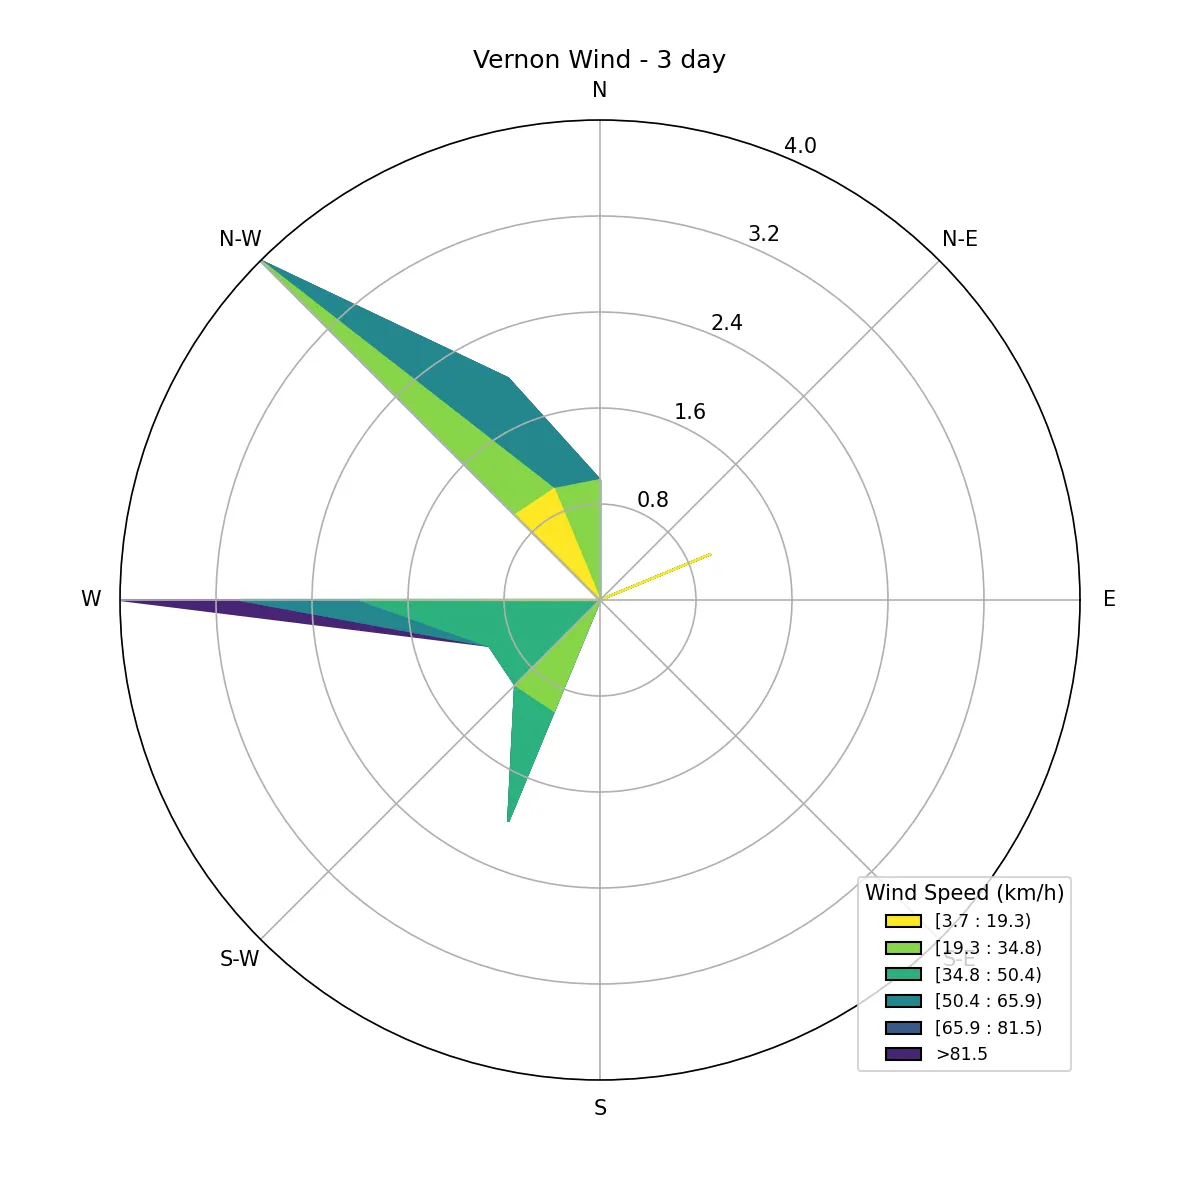 Vernon Wind - 3 day
N
4.0
N-W
N-E
3.2
2.4
1.6
0.8
W
E
Wind Speed (km/h)
[3.7 : 19.3)
[19.3 : 34.8)
S-W
S-E
[34.8 : 50.4)
[50.4 : 65.9)
[65.9 : 81.5)
>81.5
S